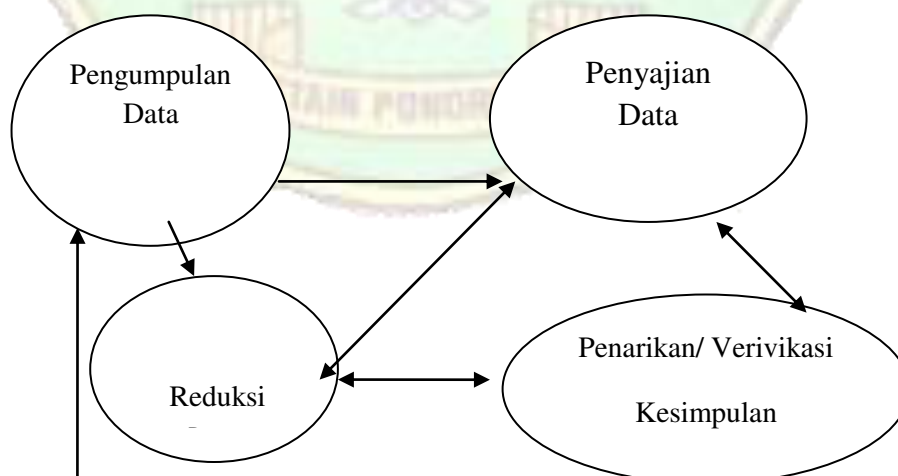 Pengumpulan
Data
Penyajian
Data
Reduksi
Penarikan/ Verivikasi
Kesimpulan